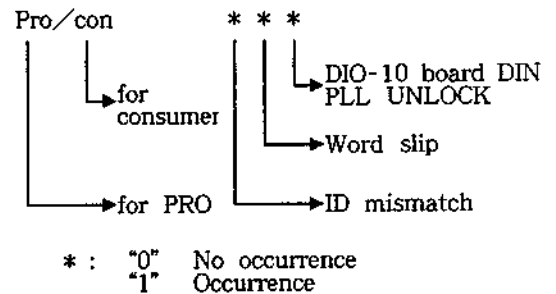 Pro/con * * *
DIO-10 board DIN
PLL UNLOCK
for
consumer
Word slip
for PRO
ID mismatch
* : "0" No occurrence
"1" Occurrence